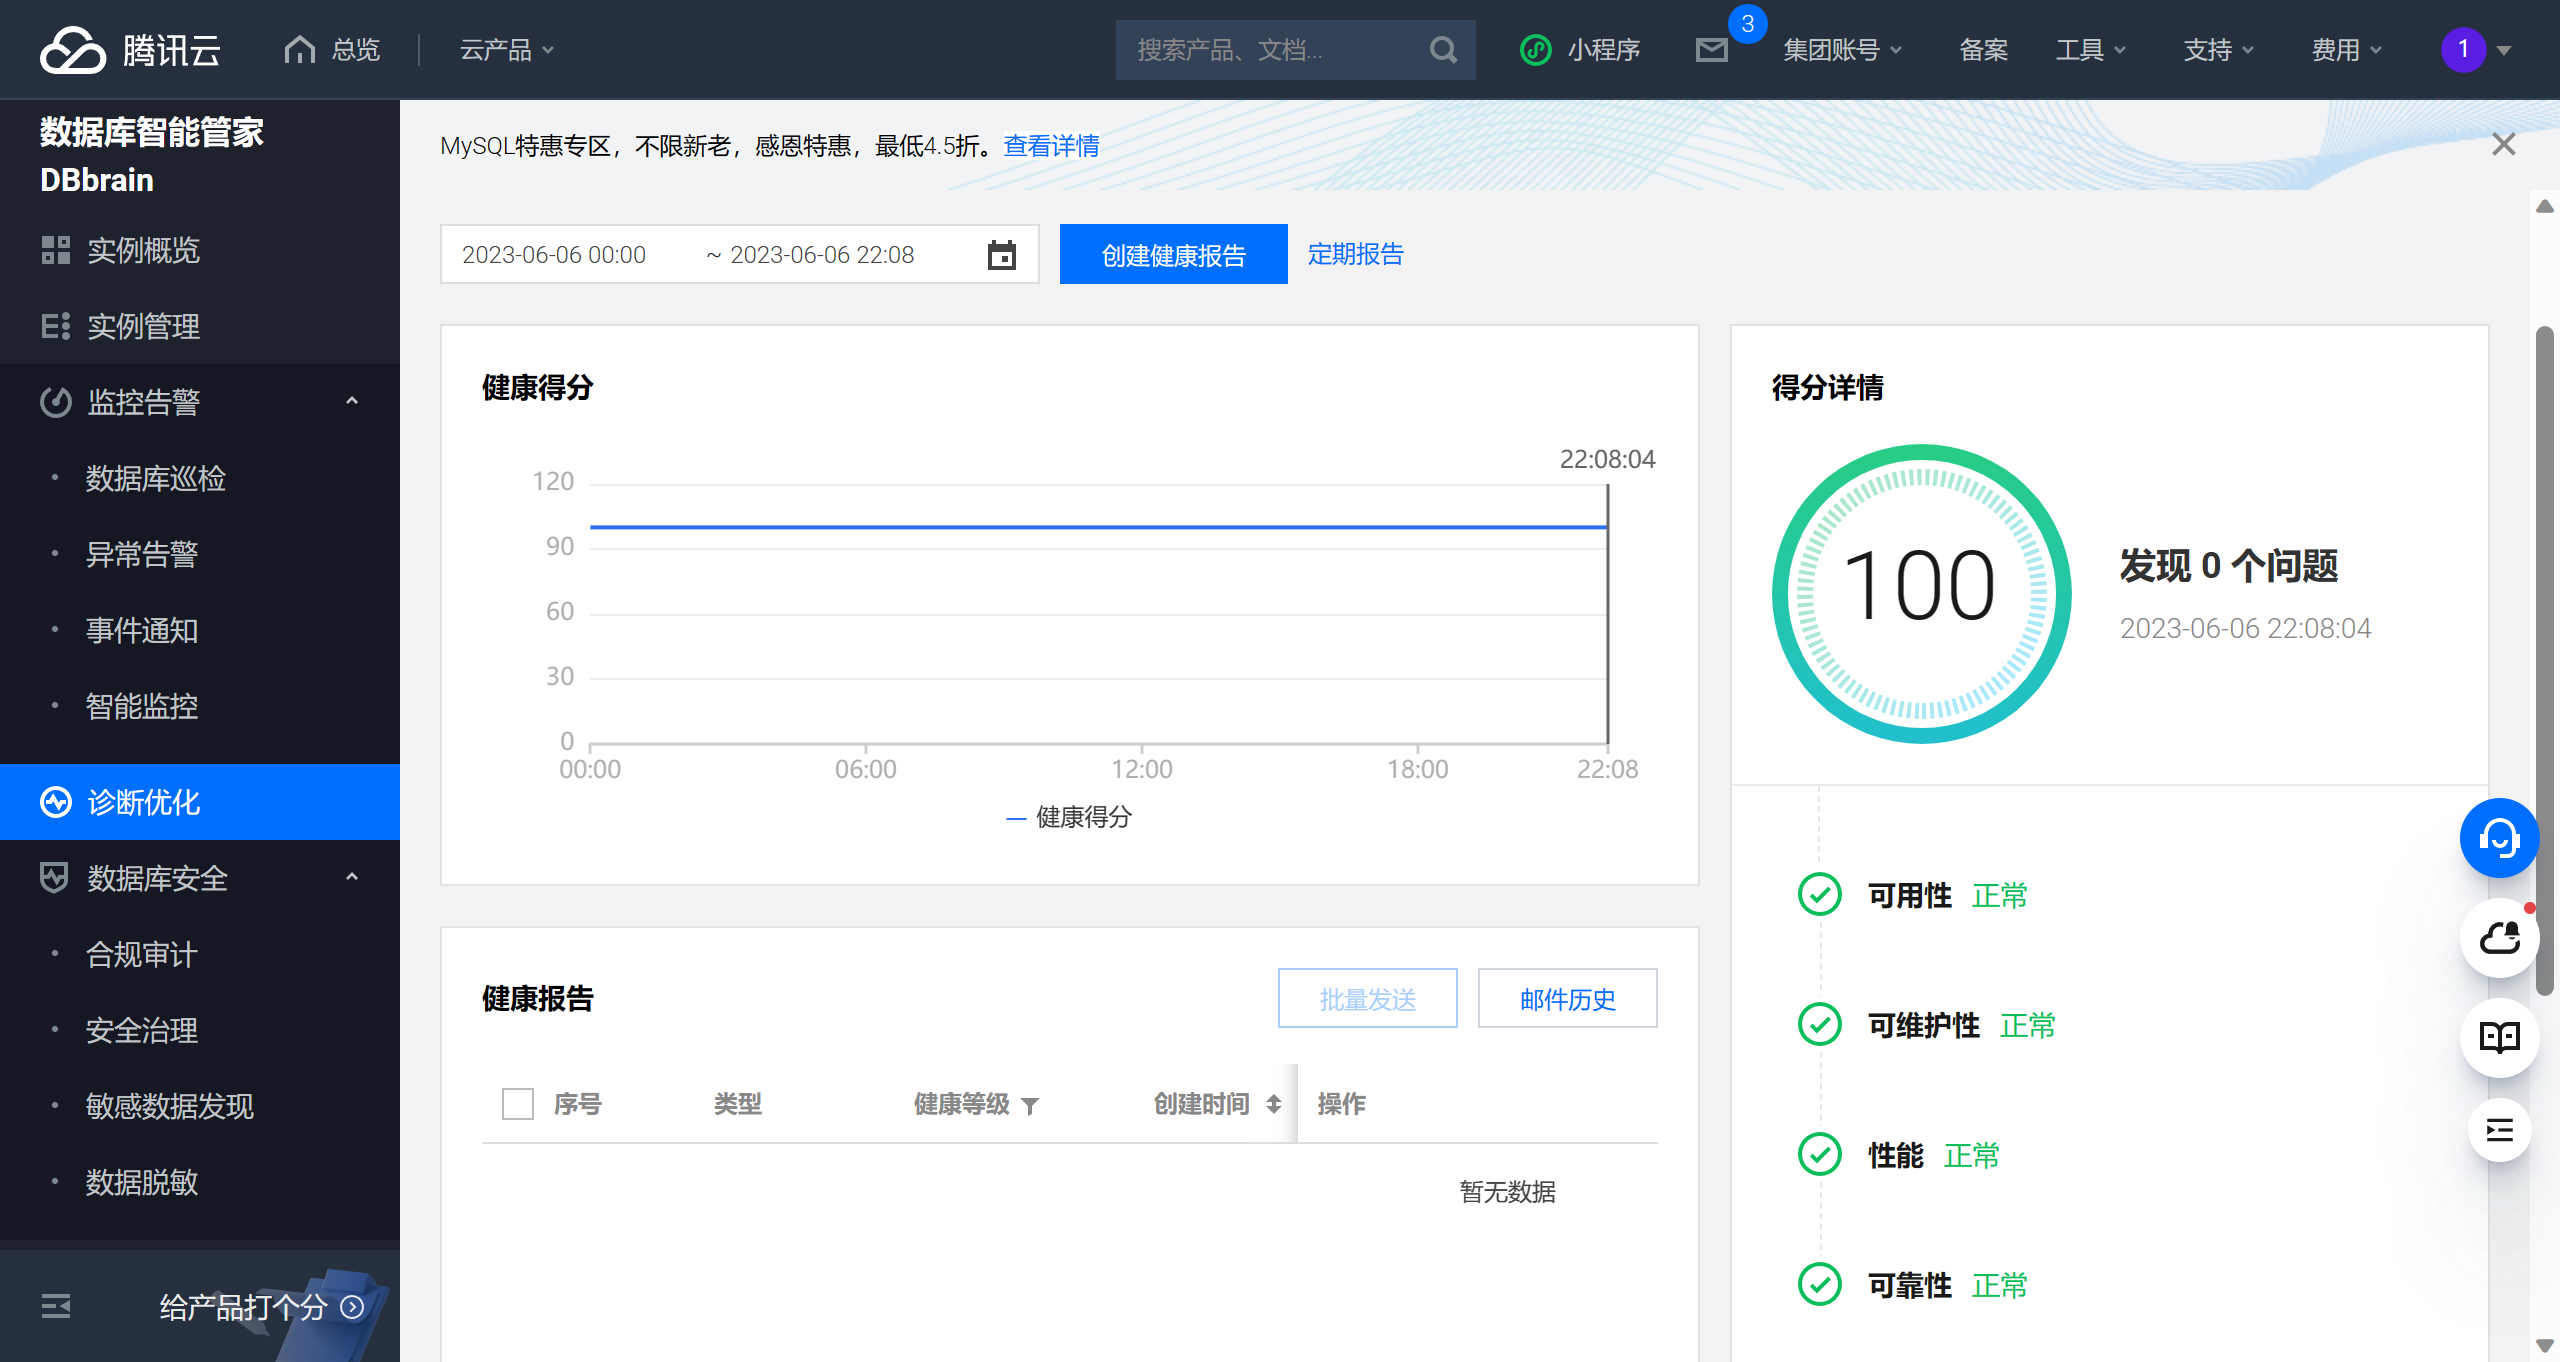 腾讯云
总览
云产品
搜索产品、文档...
小程序
3
集团账号
备案
工具
支持
费用
1
数据库智能管家
DBbrain
实例概览
实例管理
监控告警
数据库巡检
异常告警
事件通知
智能监控
诊断优化
数据库安全
合规审计
安全治理
敏感数据发现
数据脱敏
给产品打个分
MySQL特惠专区，不限新老，感恩特惠，最低4.5折。查看详情
2023-06-06 00:00 ~ 2023-06-06 22:08
创建健康报告
定期报告
健康得分
22:08:04
120
90
60
30
0
00:00 06:00 12:00 18:00 22:08
健康得分
得分详情
100
发现 0 个问题
2023-06-06 22:08:04
可用性 正常
可维护性 正常
性能 正常
可靠性 正常
健康报告
批量发送
邮件历史
序号 类型 健康等级 创建时间 操作
暂无数据